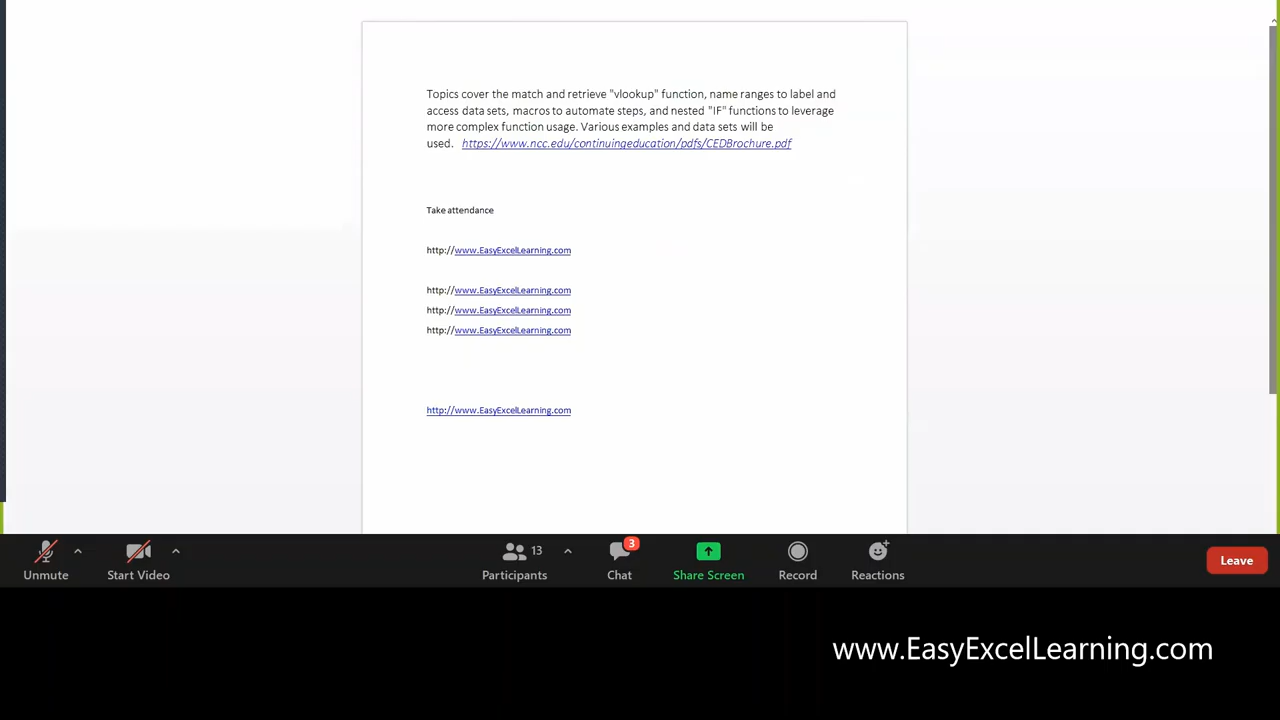 Topics cover the match and retrieve "vlookup" function, name ranges to label and
access data sets, macros to automate steps, and nested "IF" functions to leverage
more complex function usage. Various examples and data sets will be
used. https://www.ncc.edu/continuingeducation/pdfs/CEDBrochure.pdf
Take attendance
http://www.EasyExcelLearning.com
http://www.EasyExcelLearning.com
http://www.EasyExcelLearning.com
http://www.EasyExcelLearning.com
http://www.EasyExcelLearning.com
13
3
Unmute
Start Video
Participants
Chat
Share Screen
Record
Reactions
Leave
www.EasyExcelLearning.com